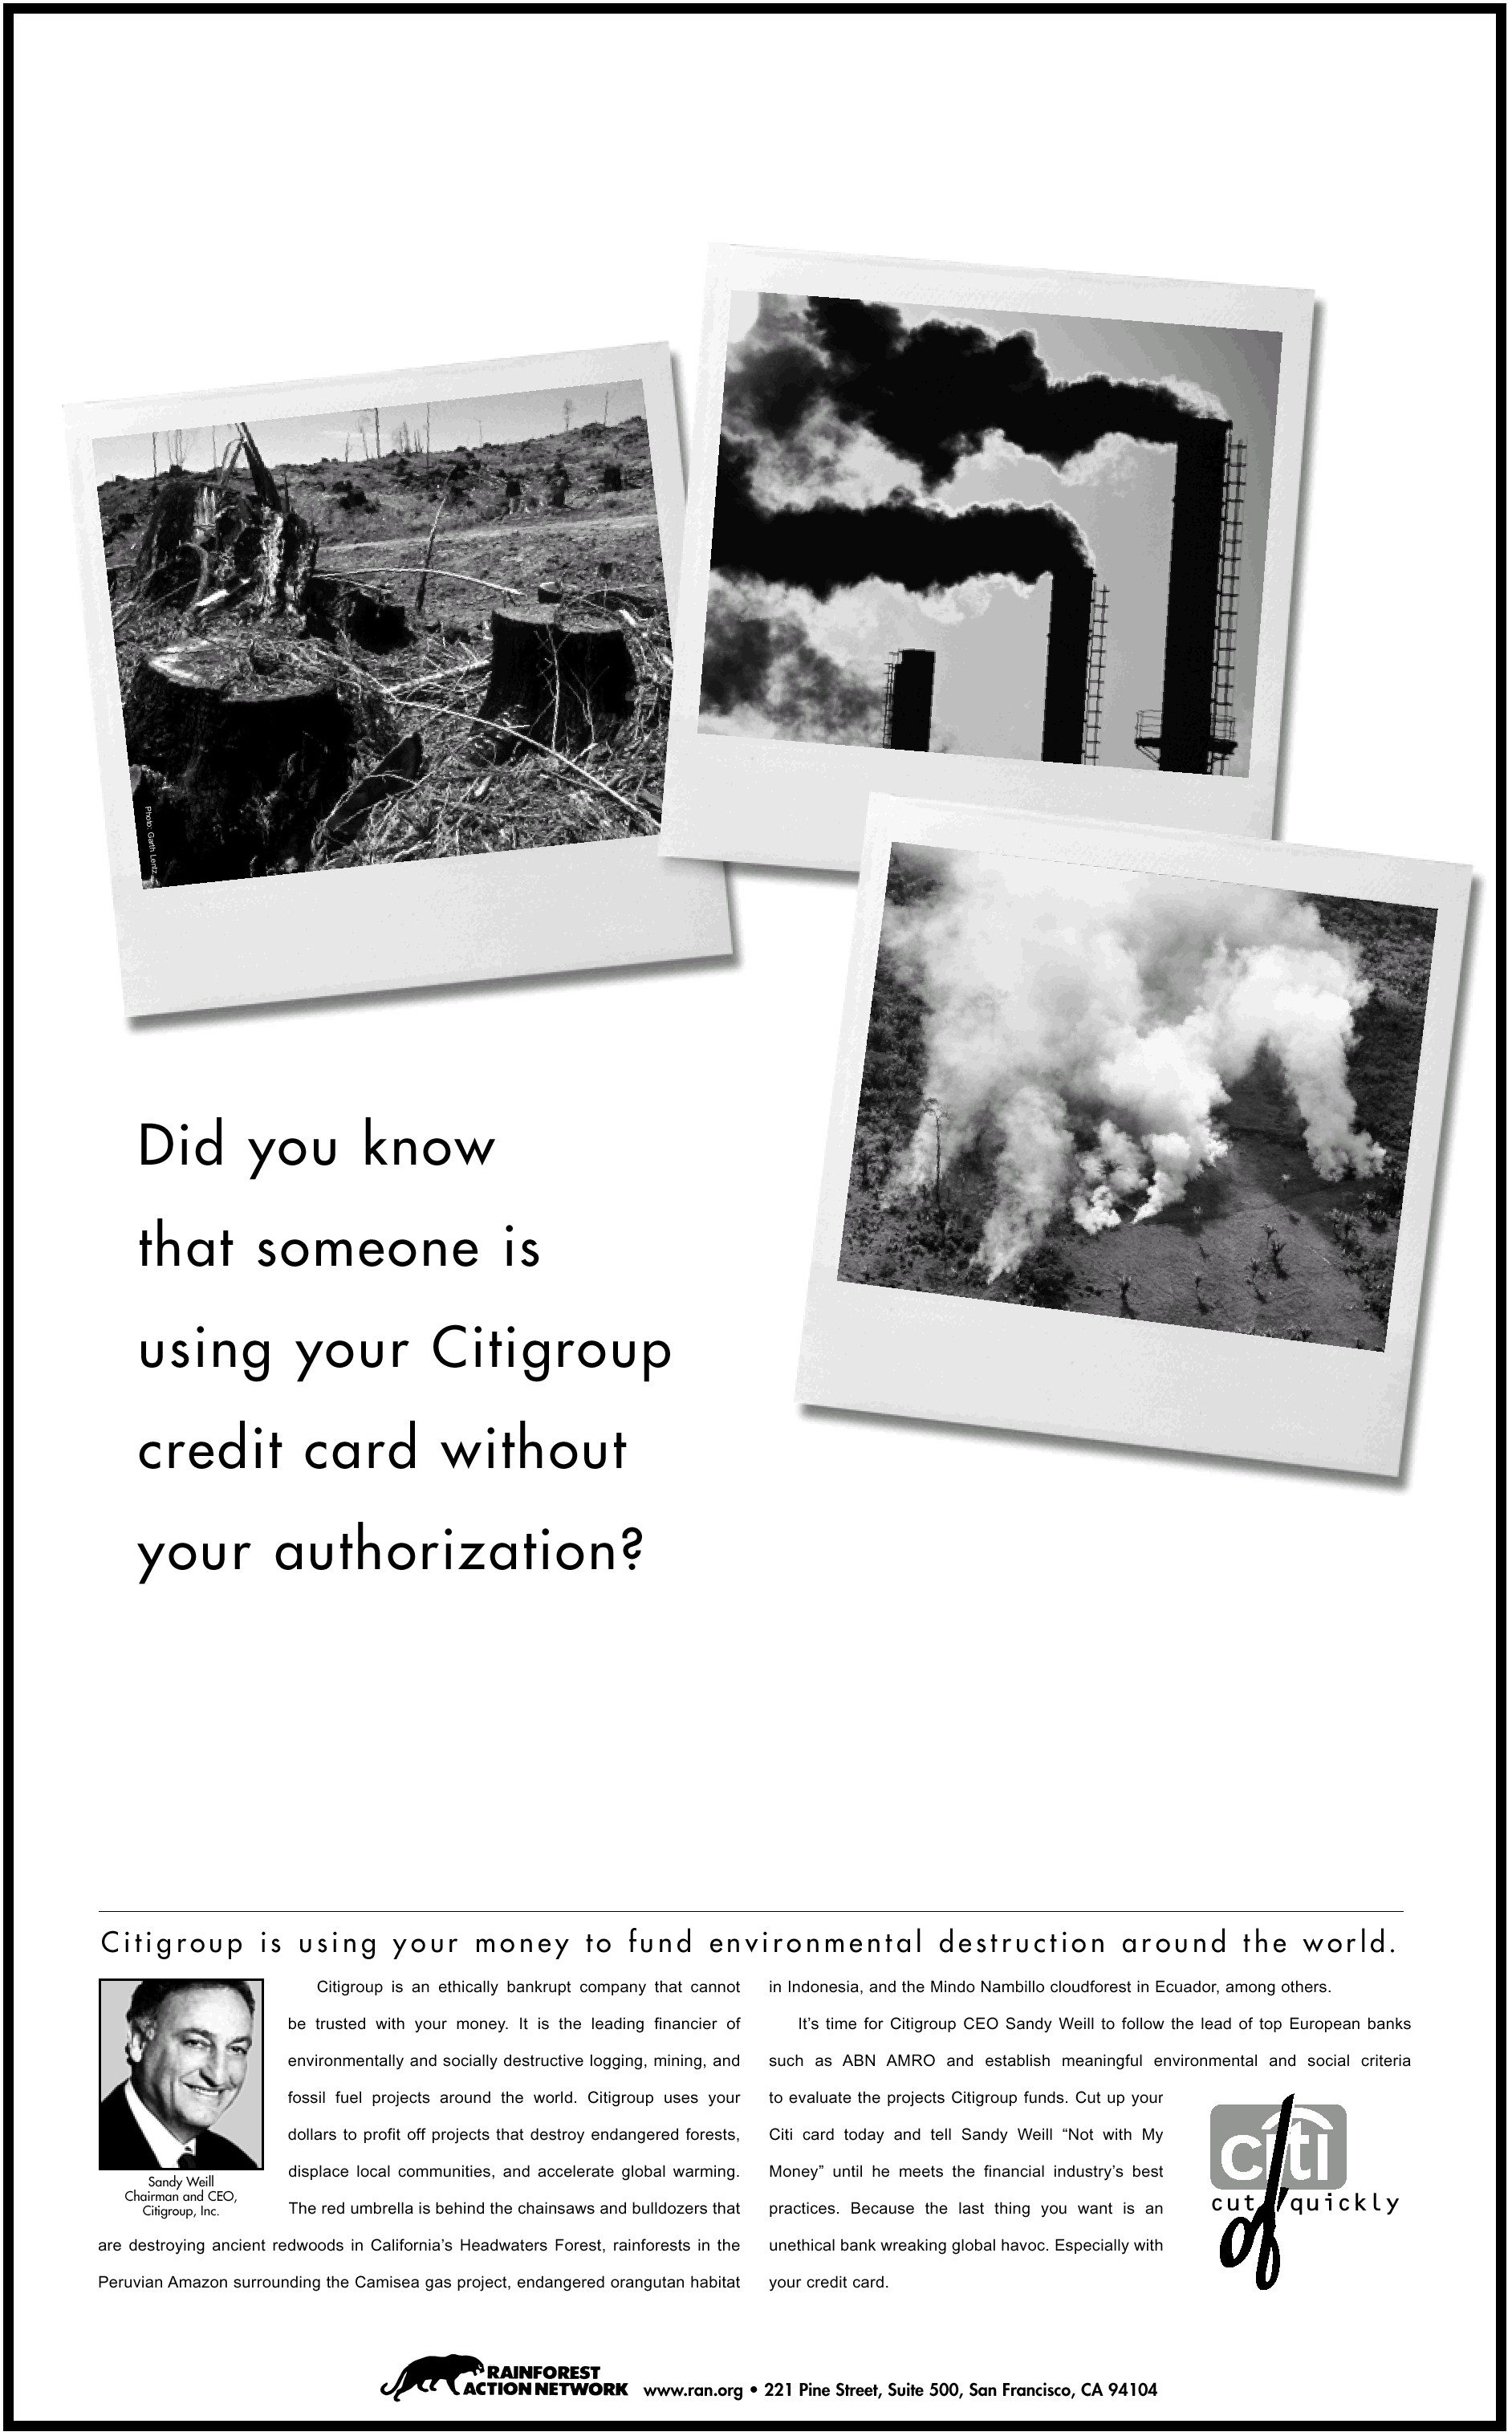 Photo: Garth Lentz
Did you know
that someone is
using your Citigroup
credit card without
your authorization?
Citigroup is using your money to fund environmental destruction around the world.
Sandy Weill
Chairman and CEO,
Citigroup, Inc.
Citigroup is an ethically bankrupt company that cannot
be trusted with your money. It is the leading financier of
environmentally and socially destructive logging, mining, and
fossil fuel projects around the world. Citigroup uses your
dollars to profit off projects that destroy endangered forests,
displace local communities, and accelerate global warming.
The red umbrella is behind the chainsaws and bulldozers that
are destroying ancient redwoods in California’s Headwaters Forest, rainforests in the
Peruvian Amazon surrounding the Camisea gas project, endangered orangutan habitat
in Indonesia, and the Mindo Nambillo cloudforest in Ecuador, among others.
It’s time for Citigroup CEO Sandy Weill to follow the lead of top European banks
such as ABN AMRO and establish meaningful environmental and social criteria
to evaluate the projects Citigroup funds. Cut up your
Citi card today and tell Sandy Weill “Not with My
Money” until he meets the financial industry’s best
practices. Because the last thing you want is an
unethical bank wreaking global havoc. Especially with
your credit card.
citi
cut quickly
RAINFOREST
ACTION NETWORK www.ran.org • 221 Pine Street, Suite 500, San Francisco, CA 94104